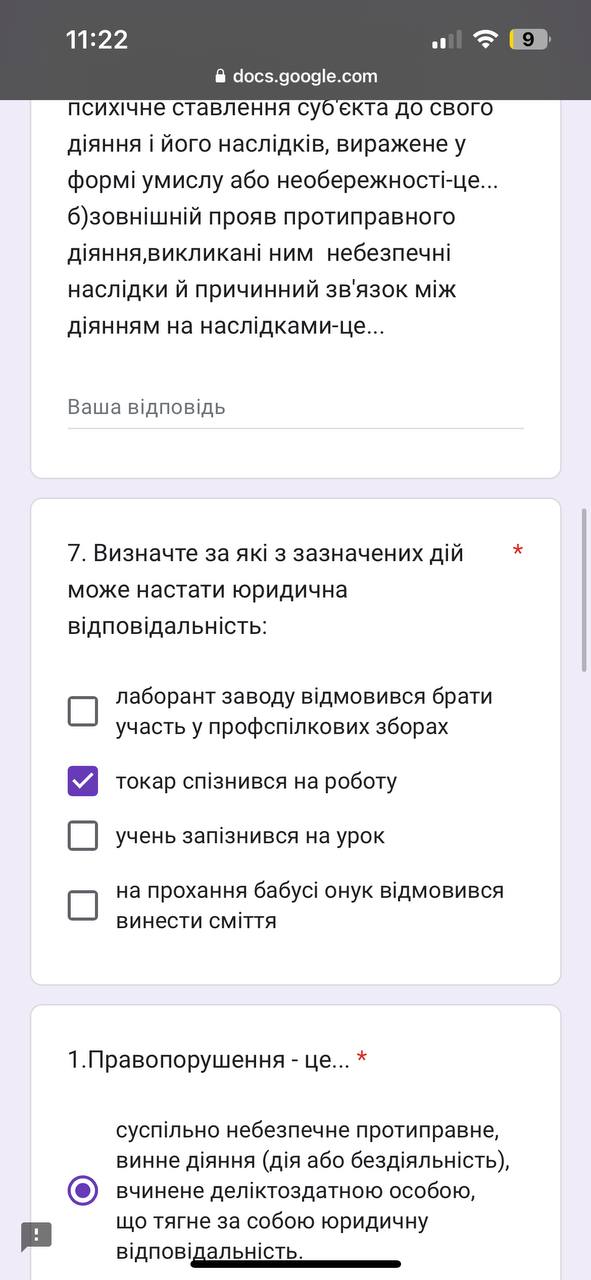 11:22
9
docs.google.com
психічне ставлення суб'єкта до свого
діяння і його наслідків, виражене у
формі умислу або необережності-це...
б)зовнішній прояв протиправного
діяння,викликані ним  небезпечні
наслідки й причинний зв'язок між
діянням на наслідками-це...
Ваша відповідь
7. Визначте за які з зазначених дій *
може настати юридична
відповідальність:
лаборант заводу відмовився брати
участь у профспілкових зборах
токар спізнився на роботу
учень запізнився на урок
на прохання бабусі онук відмовився
винести сміття
1.Правопорушення - це... *
суспільно небезпечне протиправне,
винне діяння (дія або бездіяльність),
вчинене деліктоздатною особою,
що тягне за собою юридичну
відповідальність.